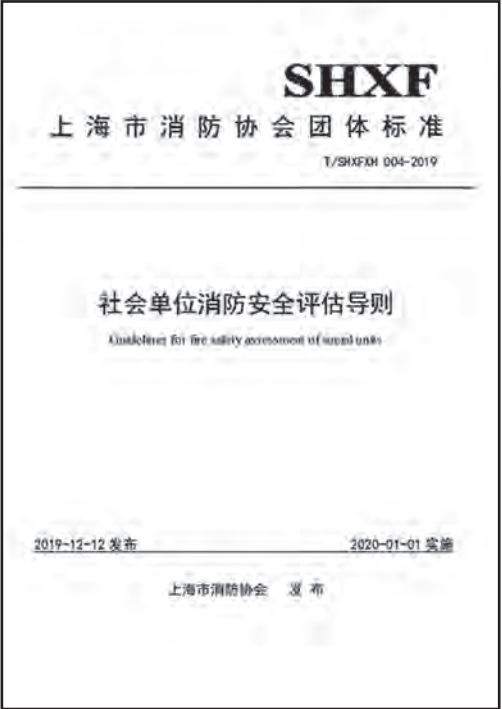 SHXF
上海市消防协会团体标准
T/SHXFXH 004-2019
社会单位消防安全评估导则
Guidelines for fire safety assessment of social units
2019-12-12 发布 2020-01-01 实施
上海市消防协会 发布